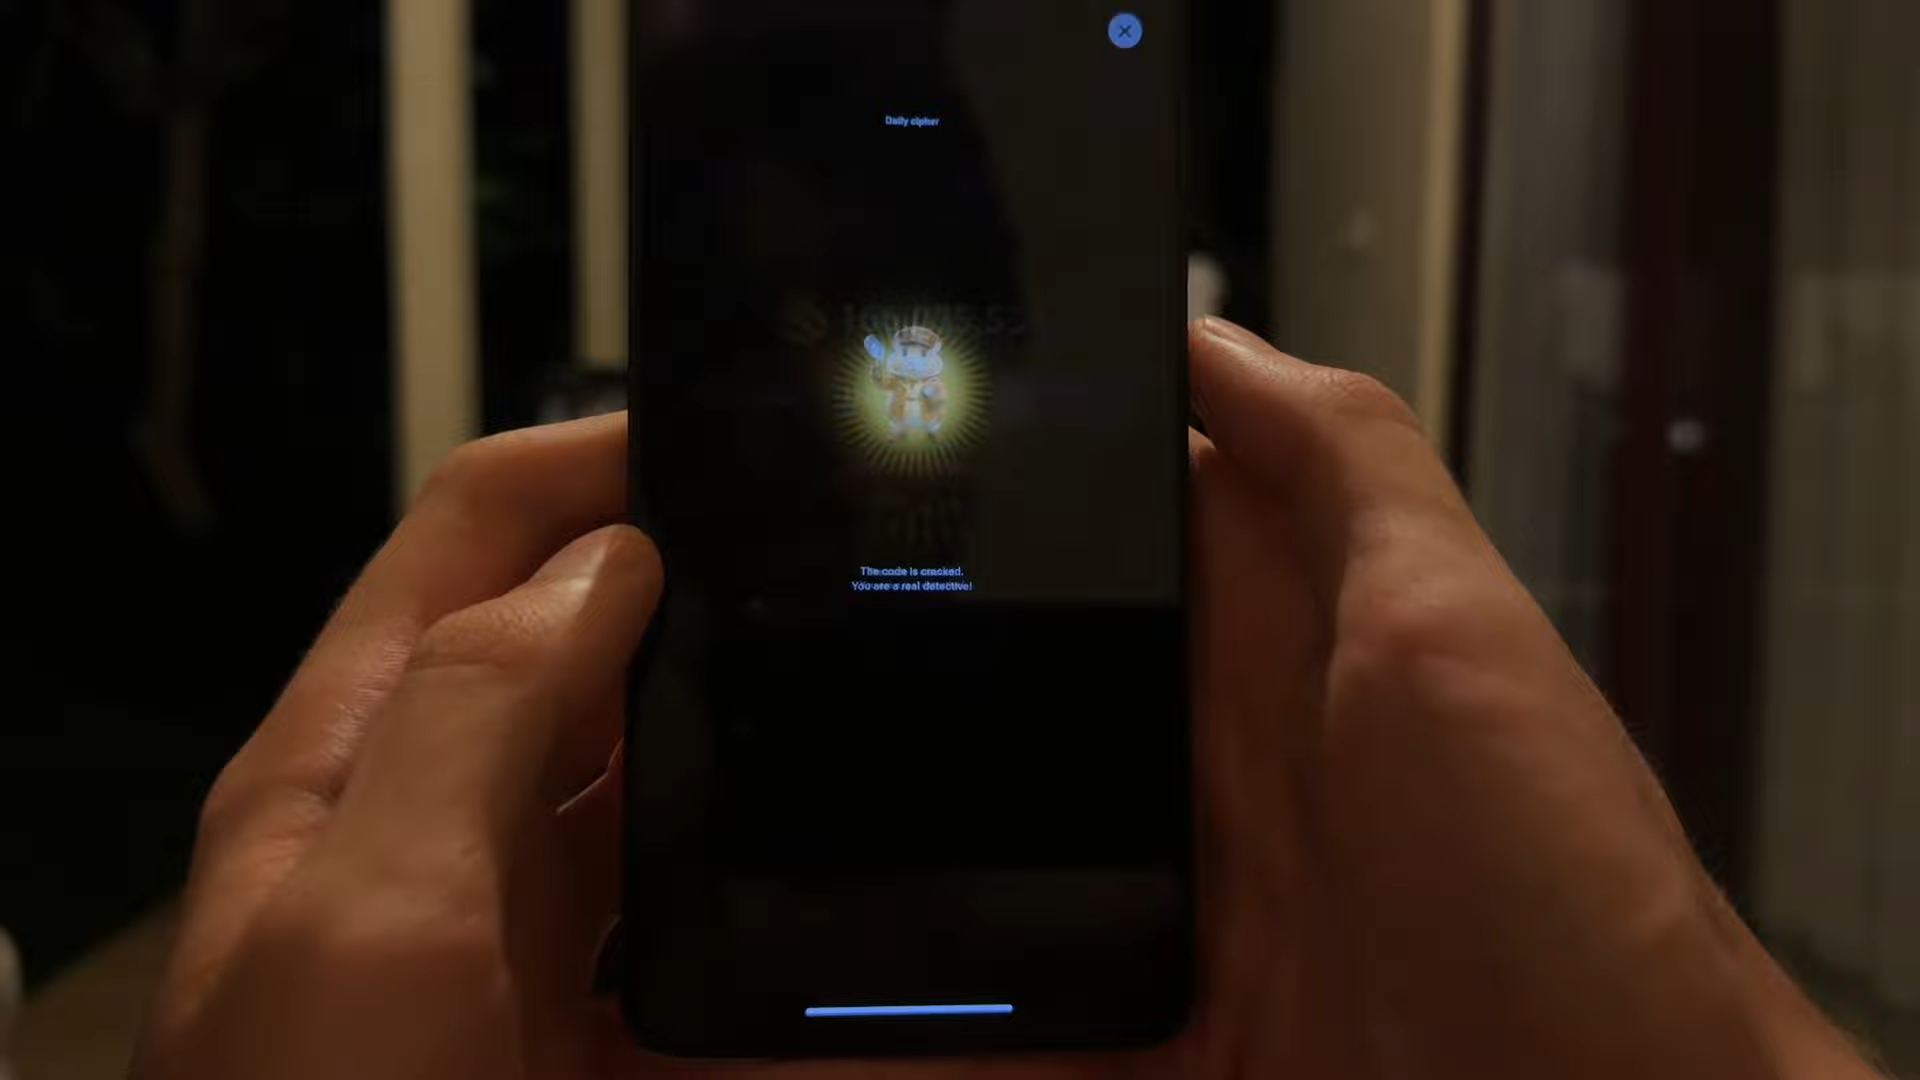 Daily cipher
The code is cracked.
You are a real detective!